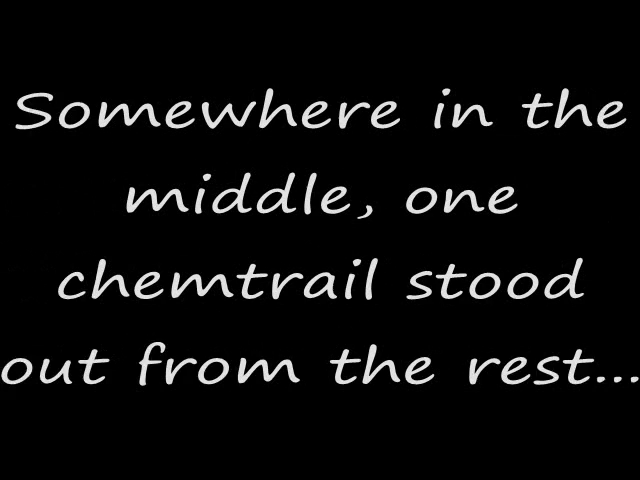 Somewhere in the
middle, one
chemtrail stood
out from the rest...